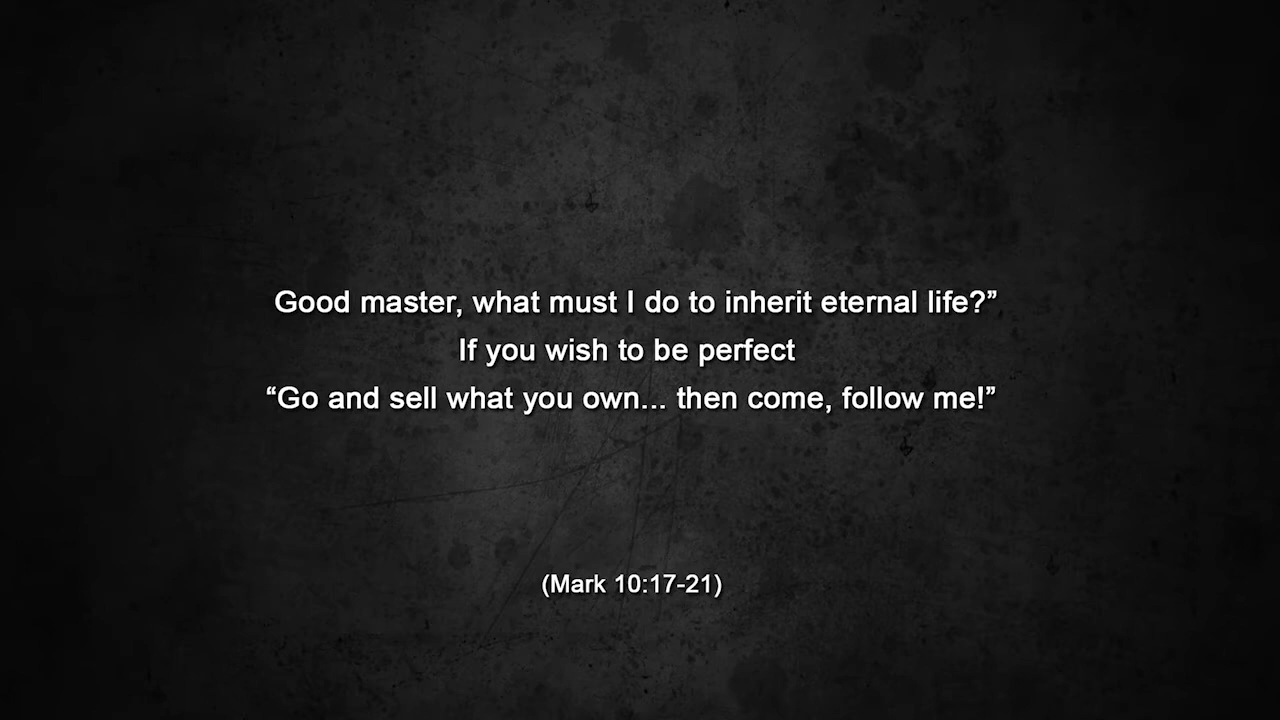 Good master, what must I do to inherit eternal life?”
If you wish to be perfect
“Go and sell what you own... then come, follow me!”
(Mark 10:17-21)